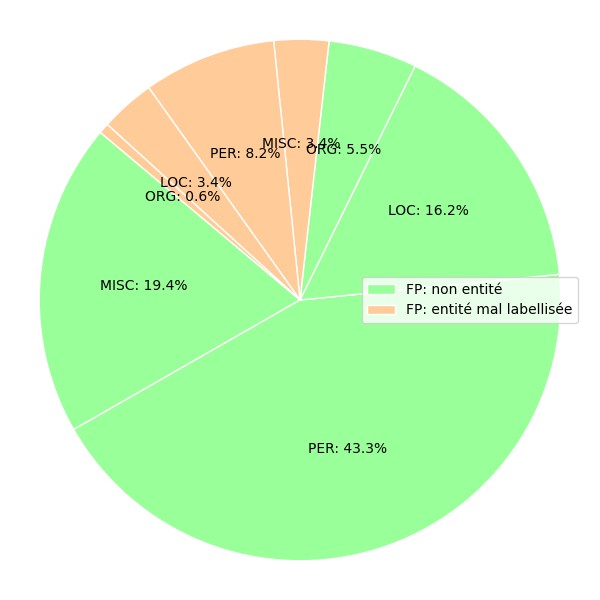 MISC: 3.4%
ORG: 5.5%
PER: 8.2%
LOC: 3.4%
ORG: 0.6%
LOC: 16.2%
MISC: 19.4%
FP: non entité
FP: entité mal labellisée
PER: 43.3%